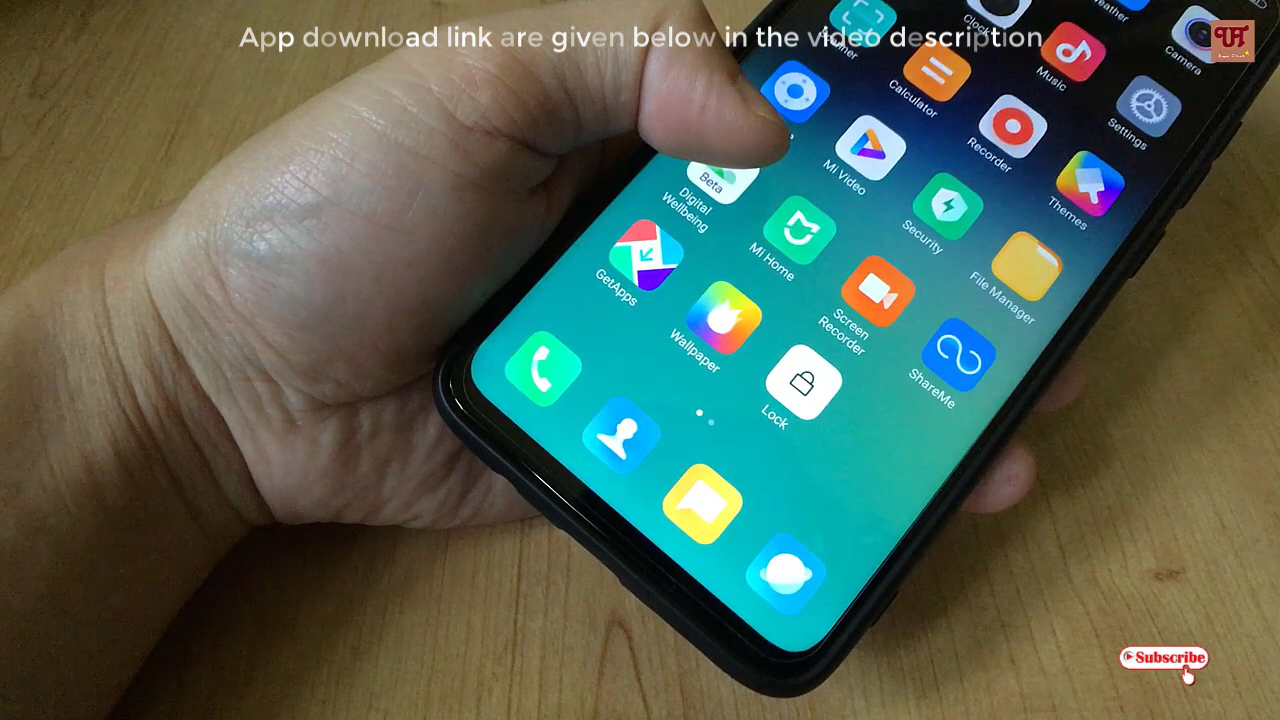 App download link are given below in the video description
Clock
Weather
Camera
Music
Calculator
Settings
Recorder
Mi Video
Themes
Beta
Digital
Wellbeing
Security
Mi Home
File Manager
GetApps
Screen
Recorder
Wallpaper
ShareMe
Lock
Subscribe